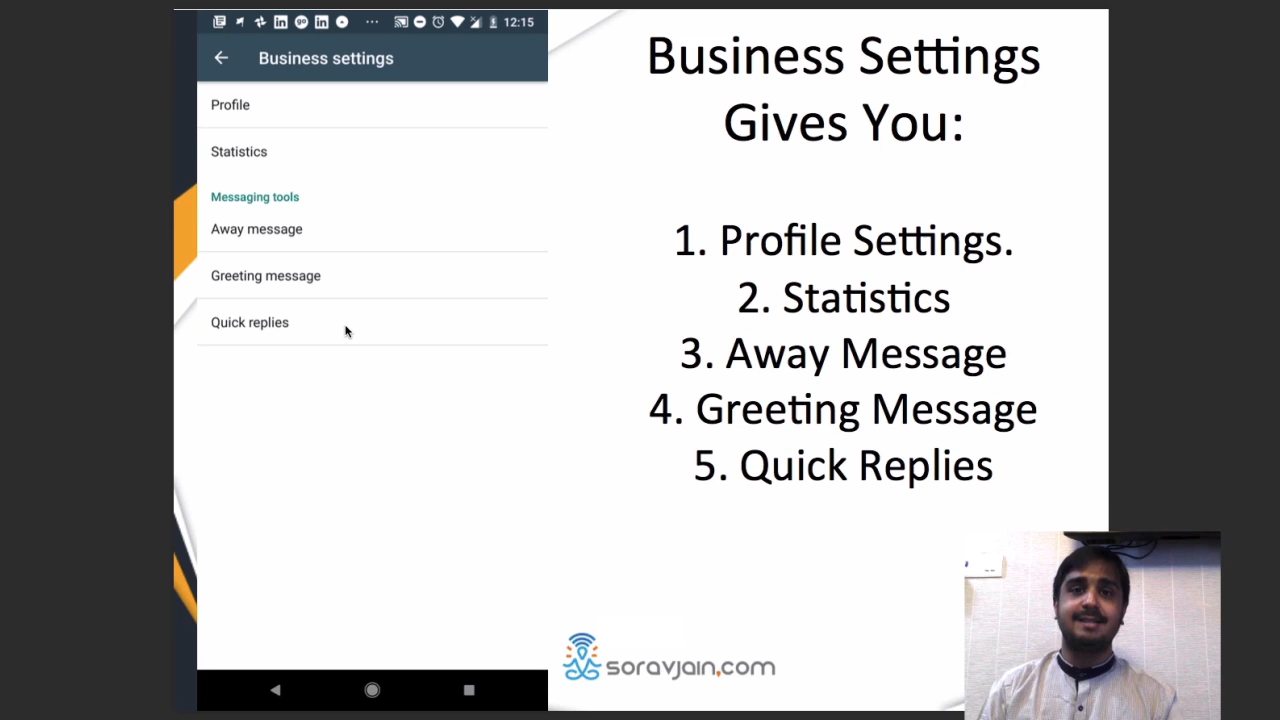 12:15
Business settings
Profile
Statistics
Messaging tools
Away message
Greeting message
Quick replies
Business Settings
Gives You:
1. Profile Settings.
2. Statistics
3. Away Message
4. Greeting Message
5. Quick Replies
soravjain.com